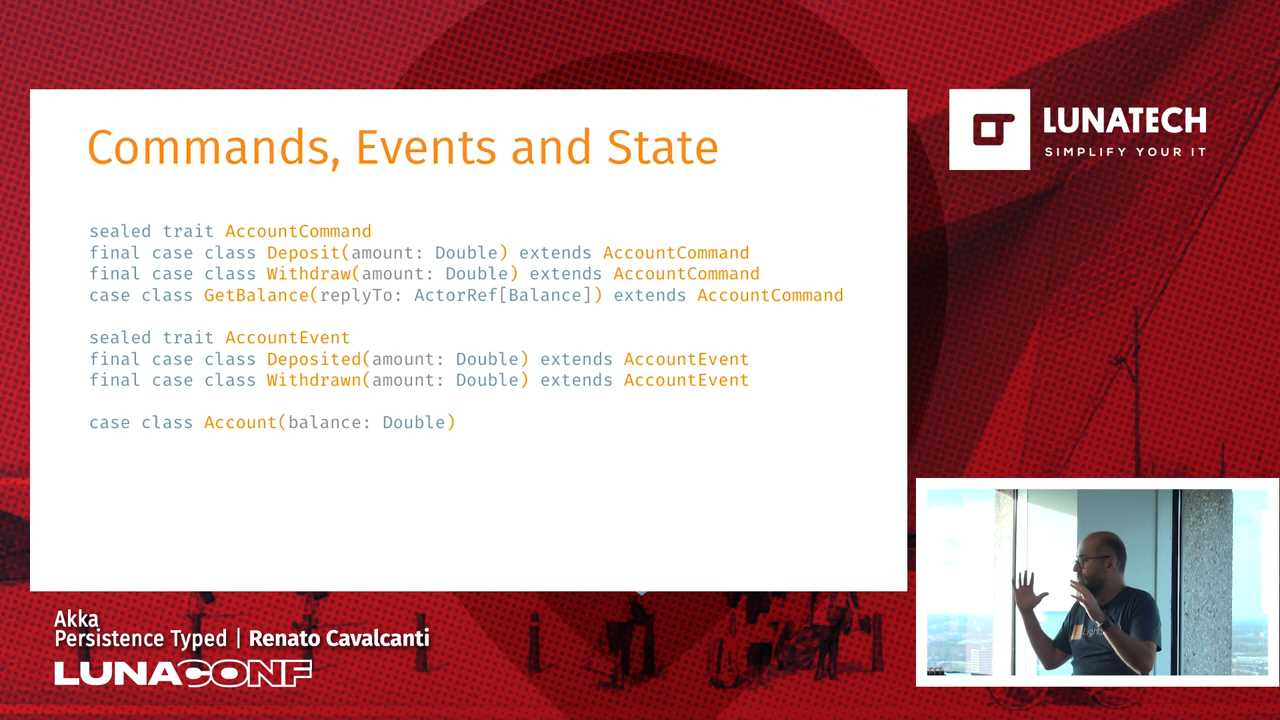 Commands, Events and State
sealed trait AccountCommand
final case class Deposit(amount: Double) extends AccountCommand
final case class Withdraw(amount: Double) extends AccountCommand
case class GetBalance(replyTo: ActorRef[Balance]) extends AccountCommand
sealed trait AccountEvent
final case class Deposited(amount: Double) extends AccountEvent
final case class Withdrawn(amount: Double) extends AccountEvent
case class Account(balance: Double)
LUNATECH
SIMPLIFY YOUR IT
Akka
Persistence Typed | Renato Cavalcanti
LUNACONF